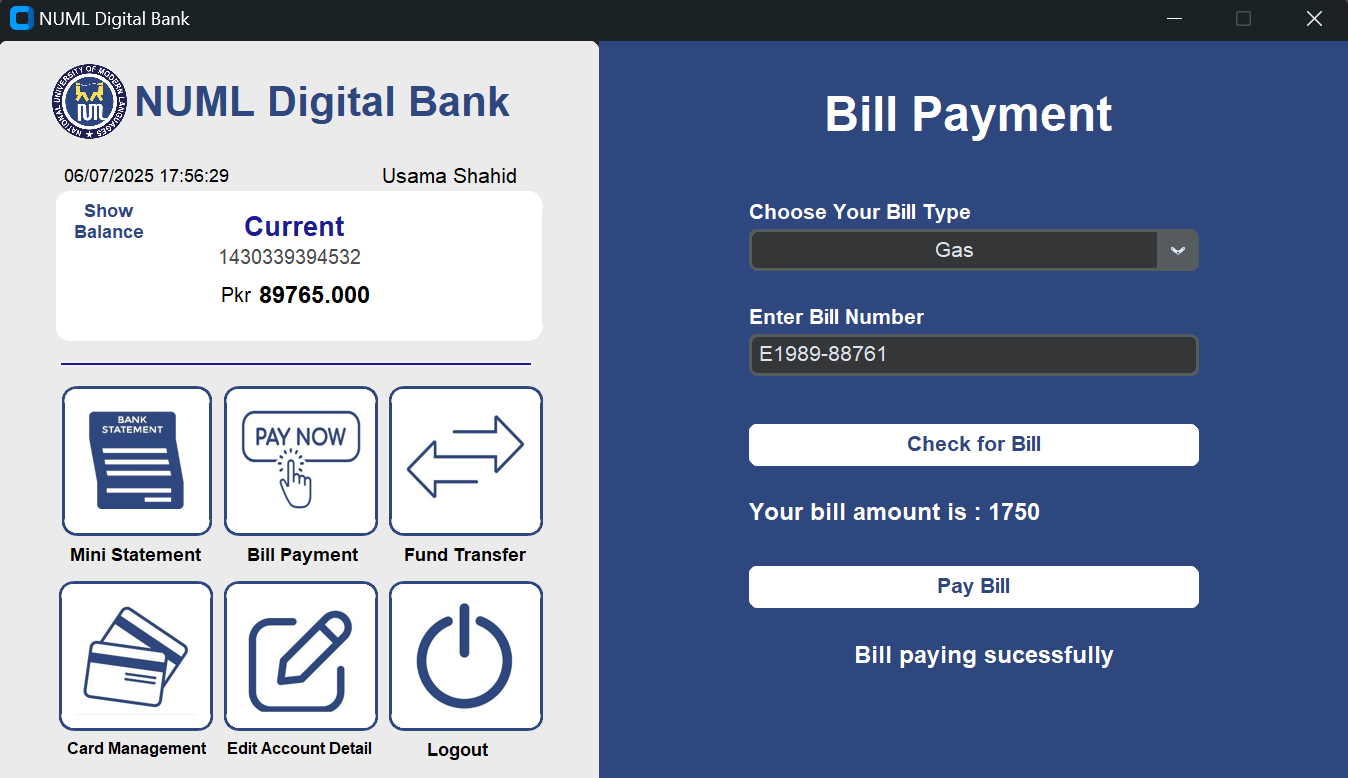 NUML Digital Bank
NATIONAL UNIVERSITY OF MODERN LANGUAGES
NUML Digital Bank
06/07/2025 17:56:29
Usama Shahid
Show
Balance
Current
1430339394532
Pkr 89765.000
BANK
STATEMENT
Mini Statement
PAY NOW
Bill Payment
Fund Transfer
Card Management
Edit Account Detail
Logout
Bill Payment
Choose Your Bill Type
Gas
Enter Bill Number
E1989-88761
Check for Bill
Your bill amount is : 1750
Pay Bill
Bill paying sucessfully